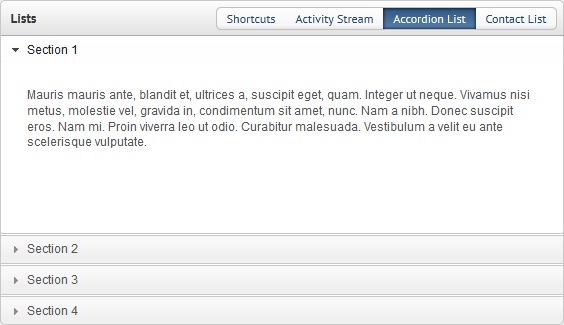 Lists Shortcuts Activity Stream Accordion List Contact List
Section 1
Mauris mauris ante, blandit et, ultrices a, suscipit eget, quam. Integer ut neque. Vivamus nisi
metus, molestie vel, gravida in, condimentum sit amet, nunc. Nam a nibh. Donec suscipit
eros. Nam mi. Proin viverra leo ut odio. Curabitur malesuada. Vestibulum a velit eu ante
scelerisque vulputate.
Section 2
Section 3
Section 4